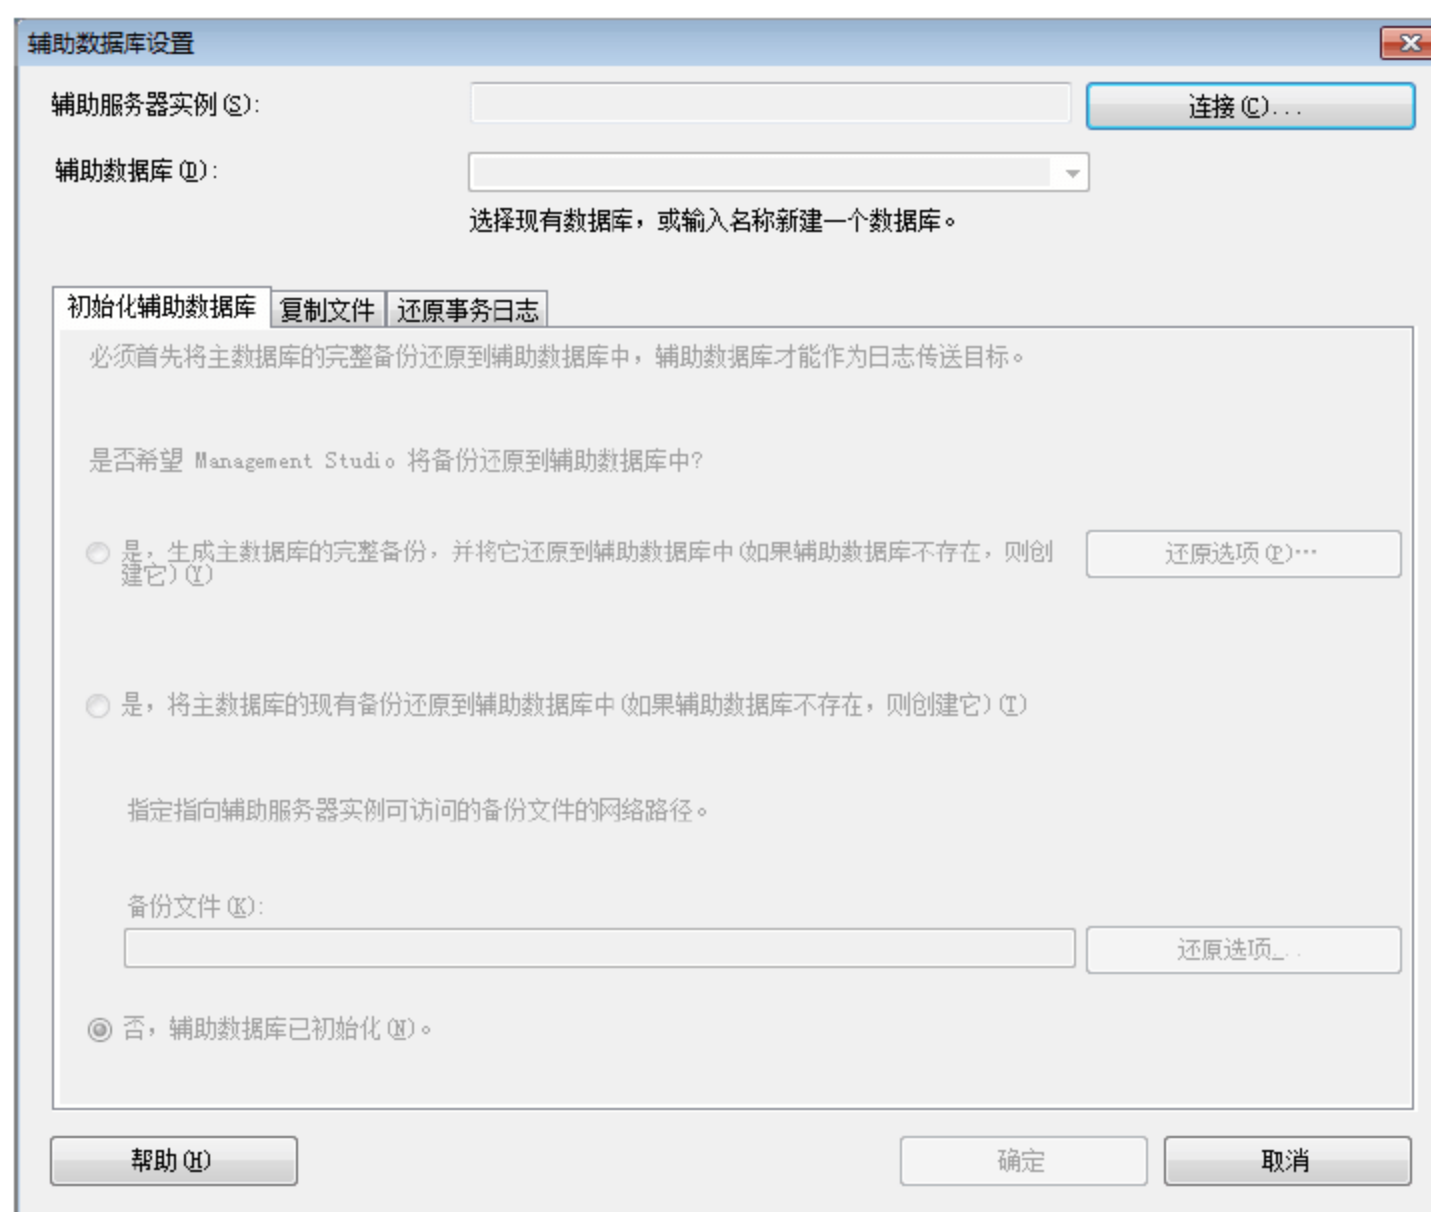 辅助数据库设置
辅助服务器实例(S):
连接(C)...
辅助数据库(D):
选择现有数据库，或输入名称新建一个数据库。
初始化辅助数据库 复制文件 还原事务日志
必须首先将主数据库的完整备份还原到辅助数据库中，辅助数据库才能作为日志传送目标。
是否希望 Management Studio 将备份还原到辅助数据库中?
是，生成主数据库的完整备份，并将它还原到辅助数据库中(如果辅助数据库不存在，则创
建它)(Y)
还原选项(P)...
是，将主数据库的现有备份还原到辅助数据库中(如果辅助数据库不存在，则创建它)(T)
指定指向辅助服务器实例可访问的备份文件的网络路径。
备份文件(K):
还原选项_..
否，辅助数据库已初始化(N)。
帮助(H)
确定
取消